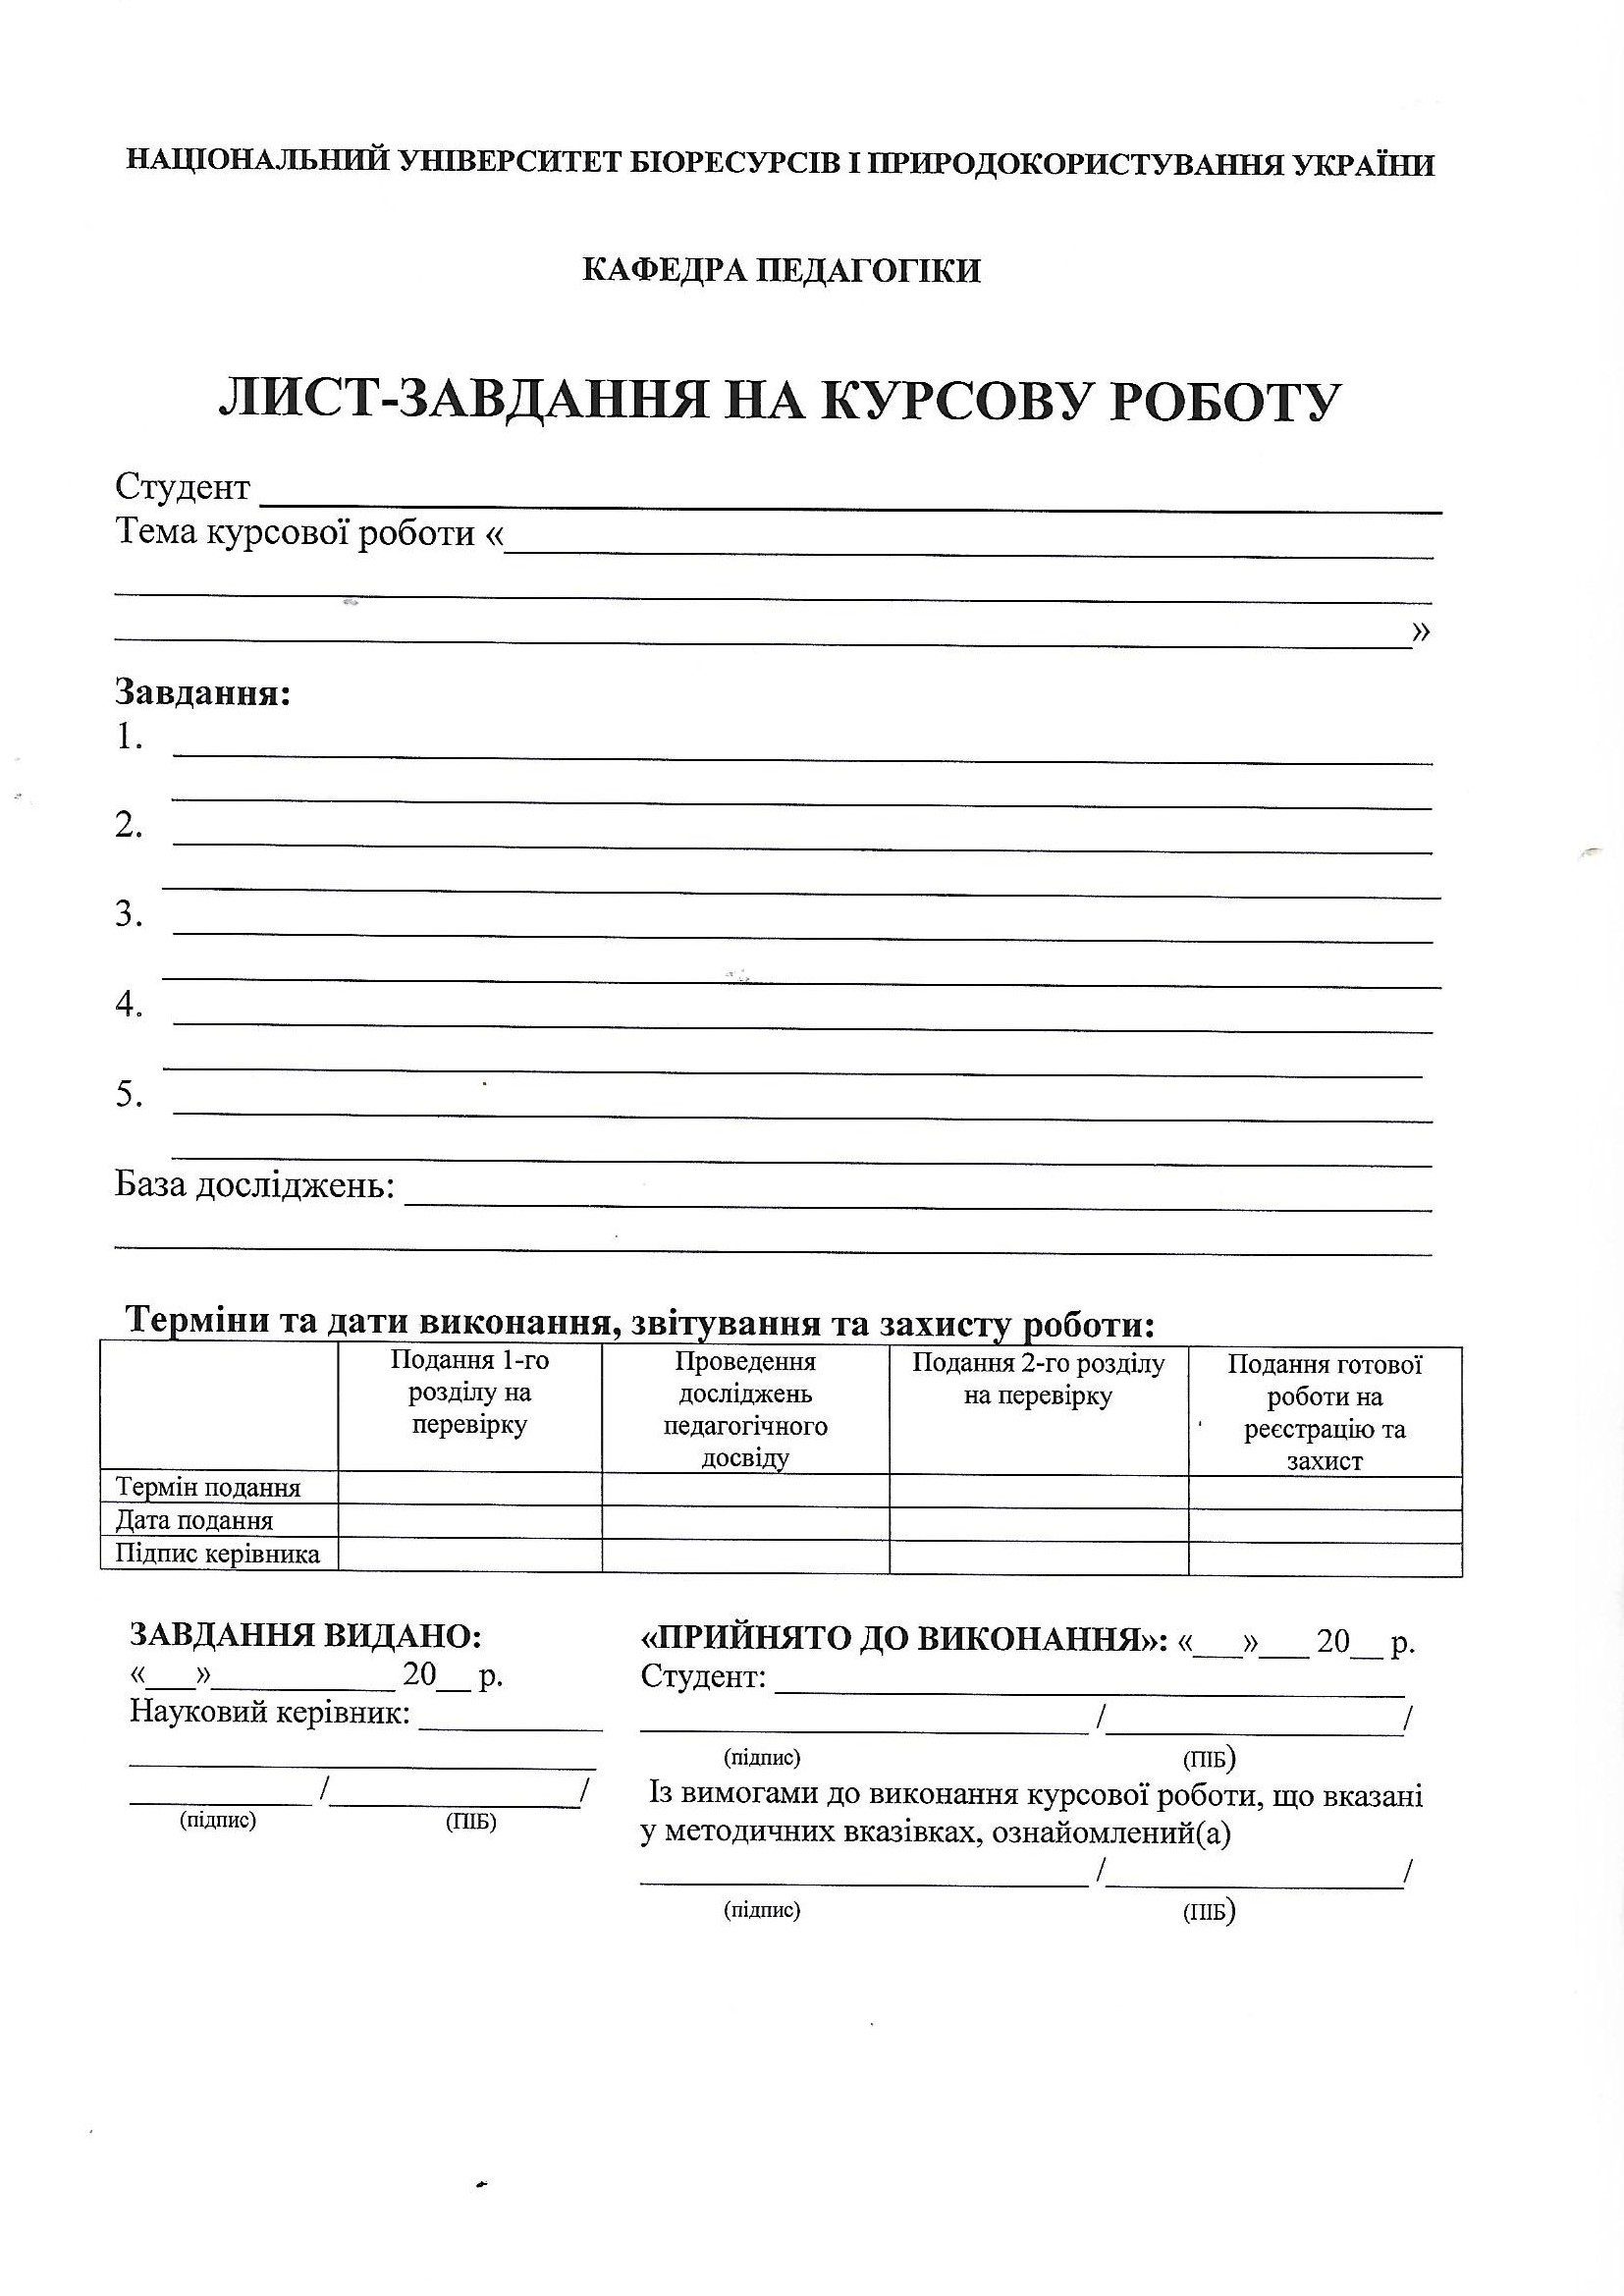 НАЦІОНАЛЬНИЙ УНІВЕРСИТЕТ БІОРЕСУРСІВ І ПРИРОДОКОРИСТУВАННЯ УКРАЇНИ
КАФЕДРА ПЕДАГОГІКИ
ЛИСТ-ЗАВДАННЯ НА КУРСОВУ РОБОТУ
Студент
Тема курсової роботи «
»
Завдання:
1.
2.
3.
4.
5.
База досліджень:
Терміни та дати виконання, звітування та захисту роботи:
Подання 1-го розділу на перевірку
Проведення досліджень педагогічного досвіду
Подання 2-го розділу на перевірку
Подання готової роботи на реєстрацію та захист
Термін подання
Дата подання
Підпис керівника
ЗАВДАННЯ ВИДАНО:
«___»___________ 20__ р.
Науковий керівник:
/ /
(підпис) (ПІБ)
«ПРИЙНЯТО ДО ВИКОНАННЯ»: «___»___ 20__ р.
Студент:
/ /
(підпис) (ПІБ)
Із вимогами до виконання курсової роботи, що вказані
у методичних вказівках, ознайомлений(а)
/ /
(підпис) (ПІБ)